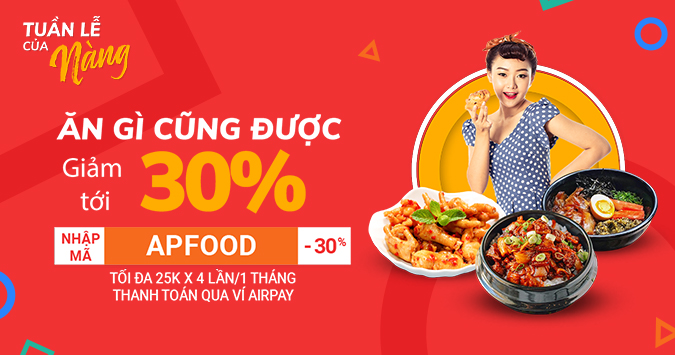 TUẦN LỄ
CỦA Nàng
ĂN GÌ CŨNG ĐƯỢC
Giảm tới 30%
NHẬP MÃ APFOOD -30%
TỐI ĐA 25K X 4 LẦN/1 THÁNG
THANH TOÁN QUA VÍ AIRPAY